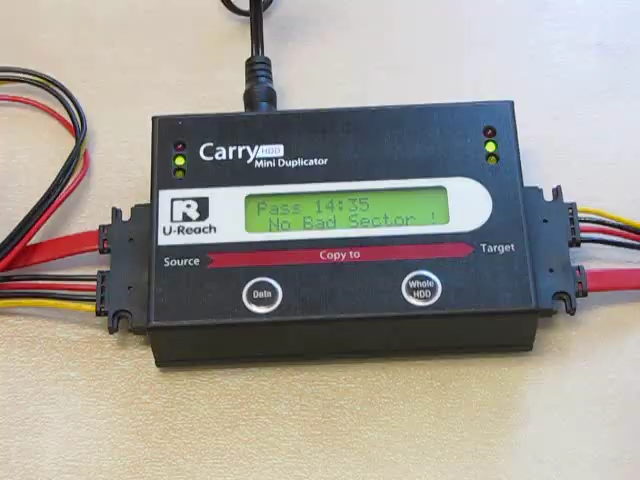 Carry HDD
Mini Duplicator
R
U-Reach
Pass 14:35
No Bad Sector !
Source
Copy to
Target
Data
Whole
HDD